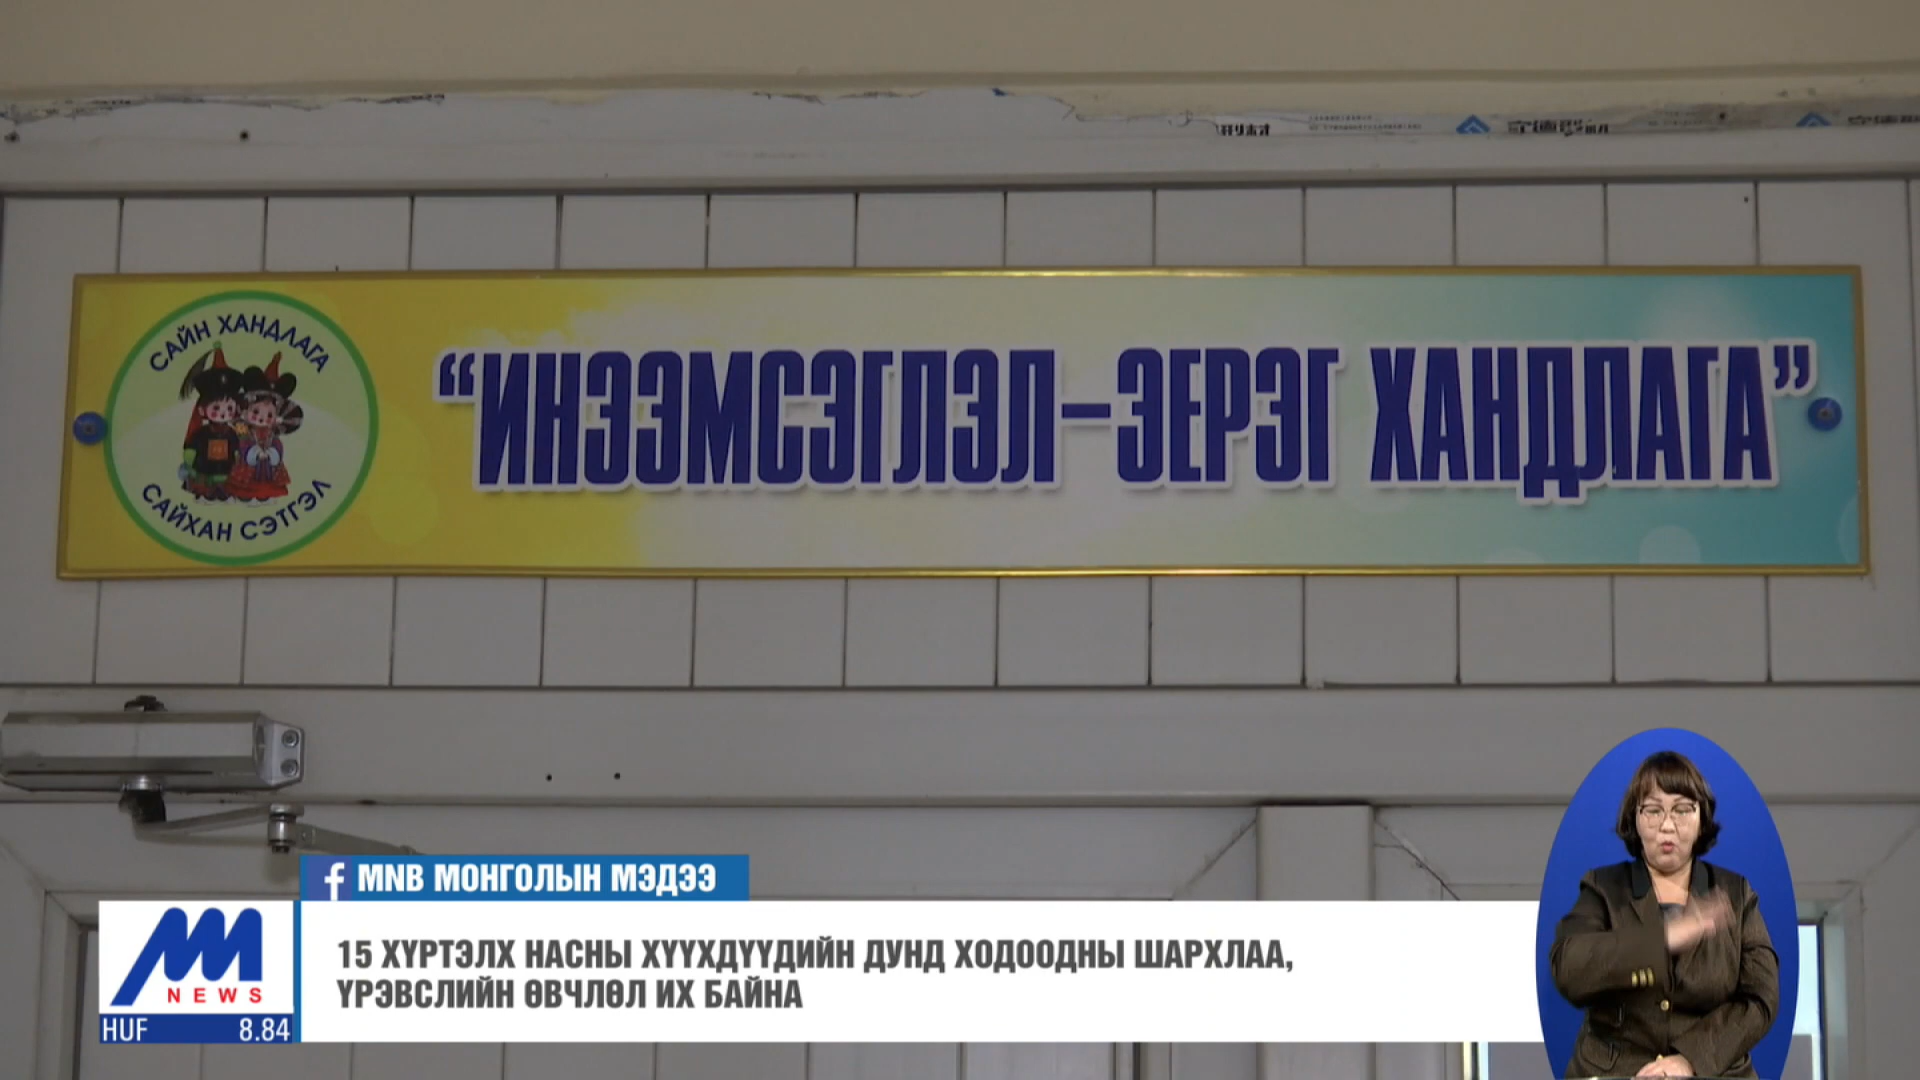 САЙН ХАНДЛАГА
САЙХАН СЭТГЭЛ
“ИНЭЭМСЭГЛЭЛ–ЭЕРЭГ ХАНДЛАГА”
f MNB МОНГОЛЫН МЭДЭЭ
NEWS
HUF 8.84
15 ХҮРТЭЛХ НАСНЫ ХҮҮХДҮҮДИЙН ДУНД ХОДООДНЫ ШАРХЛАА,
ҮРЭВСЛИЙН ӨВЧЛӨЛ ИХ БАЙНА